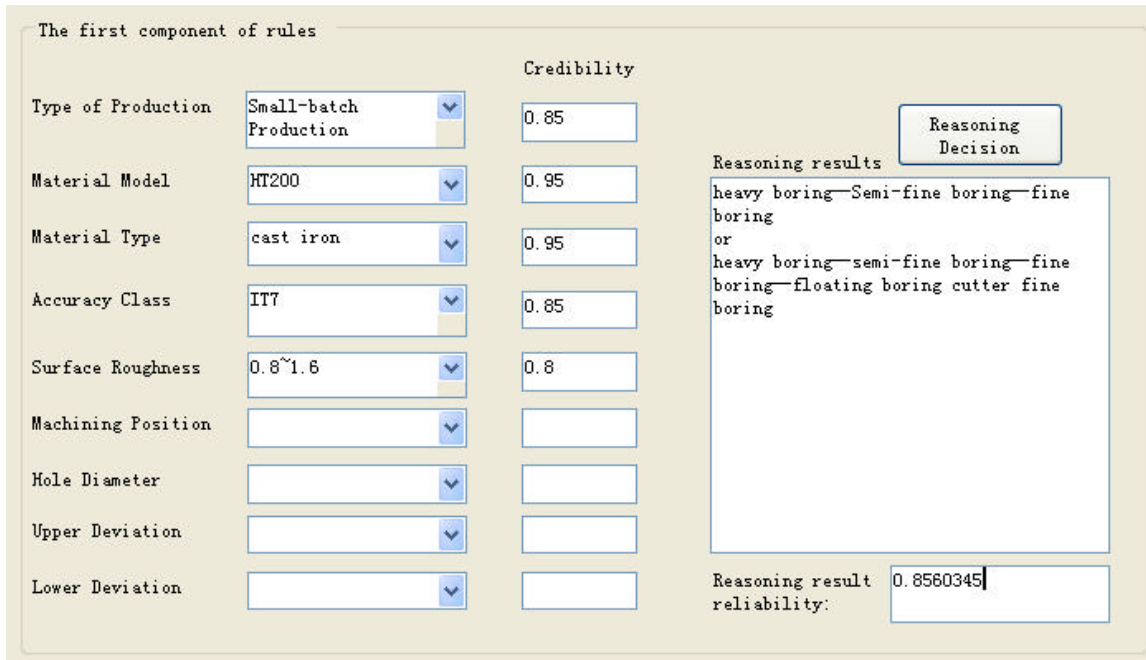 The first component of rules
Credibility
Type of Production
Small-batch
Production
0.85
Reasoning
Decision
Material Model
HT200
0.95
Reasoning results
heavy boring—Semi-fine boring—fine
boring
or
heavy boring—semi-fine boring—fine
boring—floating boring cutter fine
boring
Material Type
cast iron
0.95
Accuracy Class
IT7
0.85
Surface Roughness
0.8~1.6
0.8
Machining Position
Hole Diameter
Upper Deviation
Lower Deviation
Reasoning result
reliability:
0.8560345